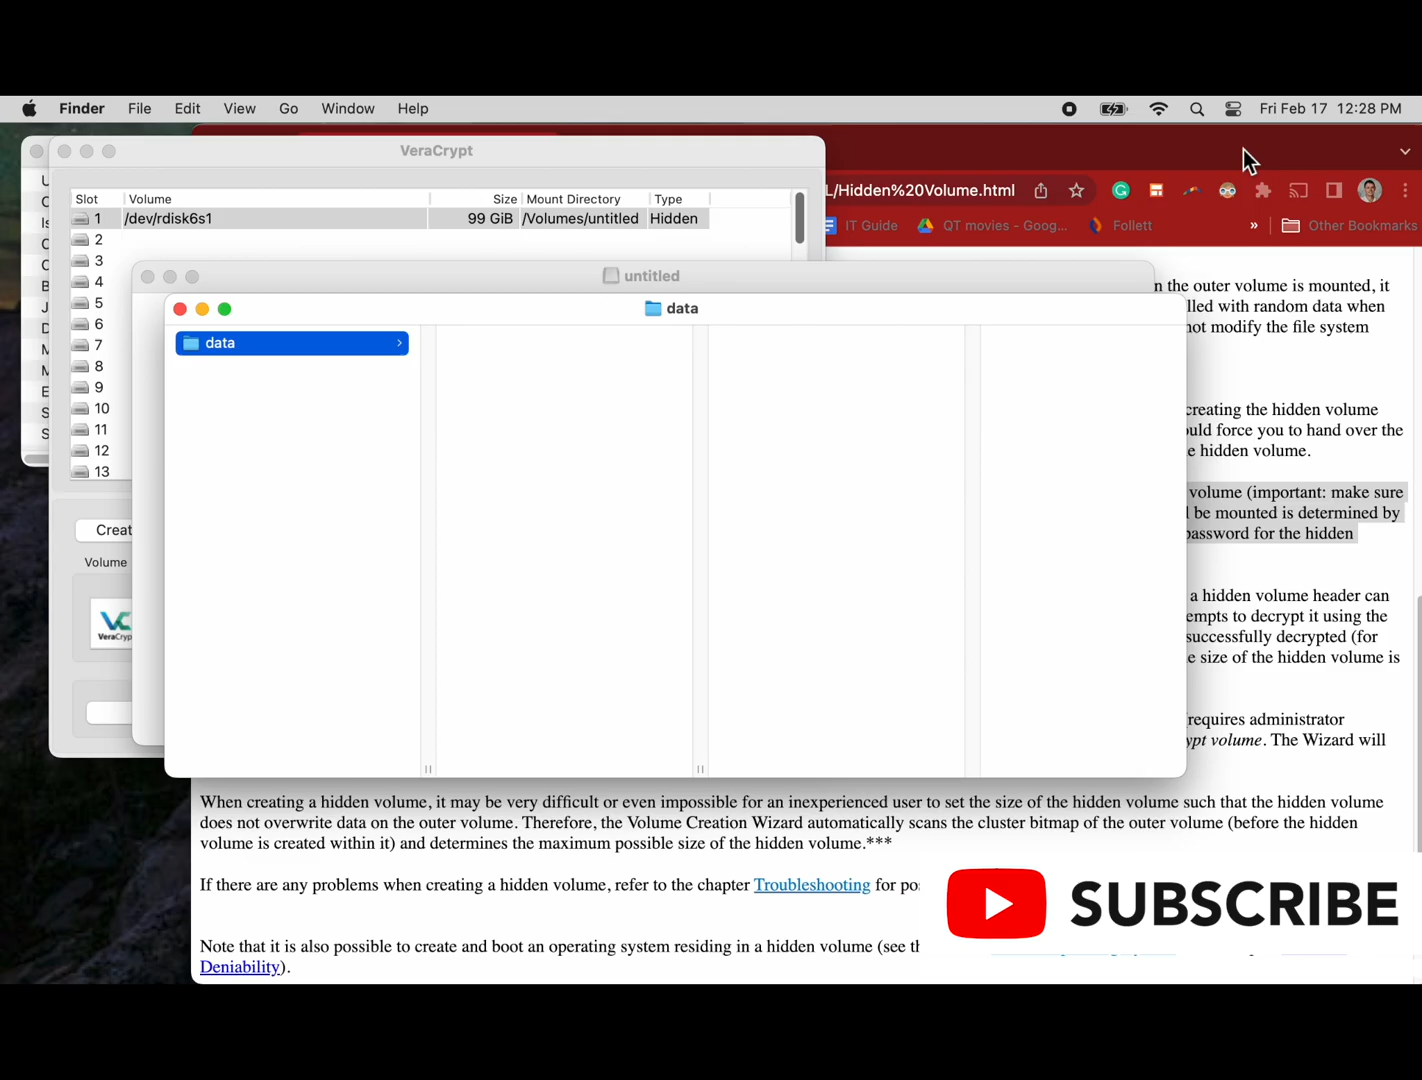 Finder File Edit View Go Window Help Fri Feb 17 12:28 PM
VeraCrypt
Slot Volume Size Mount Directory Type
1 /dev/rdisk6s1 99 GiB /Volumes/untitled Hidden
2
3
4
5
6
7
8
9
10
11
12
13
Creat
Volume
VC
VeraCryp
untitled
data
data
L/Hidden%20Volume.html
IT Guide QT movies - Goog... Follett » Other Bookmarks
n the outer volume is mounted, it
lled with random data when
not modify the file system
creating the hidden volume
uld force you to hand over the
e hidden volume.
volume (important: make sure
l be mounted is determined by
password for the hidden
a hidden volume header can
empts to decrypt it using the
successfully decrypted (for
e size of the hidden volume is
requires administrator
ypt volume. The Wizard will
When creating a hidden volume, it may be very difficult or even impossible for an inexperienced user to set the size of the hidden volume such that the hidden volume
does not overwrite data on the outer volume. Therefore, the Volume Creation Wizard automatically scans the cluster bitmap of the outer volume (before the hidden
volume is created within it) and determines the maximum possible size of the hidden volume.***
If there are any problems when creating a hidden volume, refer to the chapter Troubleshooting for po
Note that it is also possible to create and boot an operating system residing in a hidden volume (see th
Deniability).
SUBSCRIBE